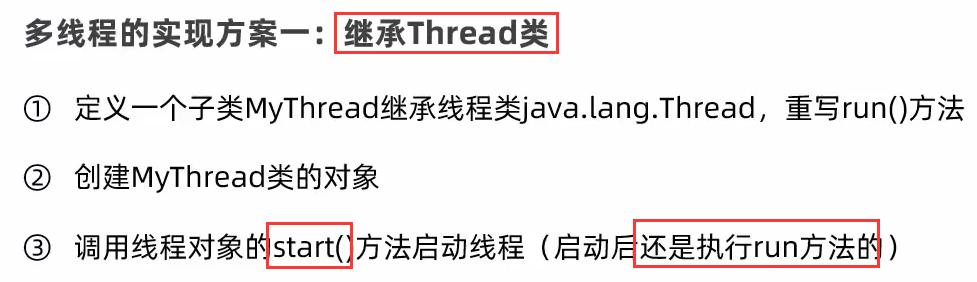 多线程的实现方案一：继承Thread类
① 定义一个子类MyThread继承线程类java.lang.Thread，重写run()方法
② 创建MyThread类的对象
③ 调用线程对象的start()方法启动线程（启动后还是执行run方法的）